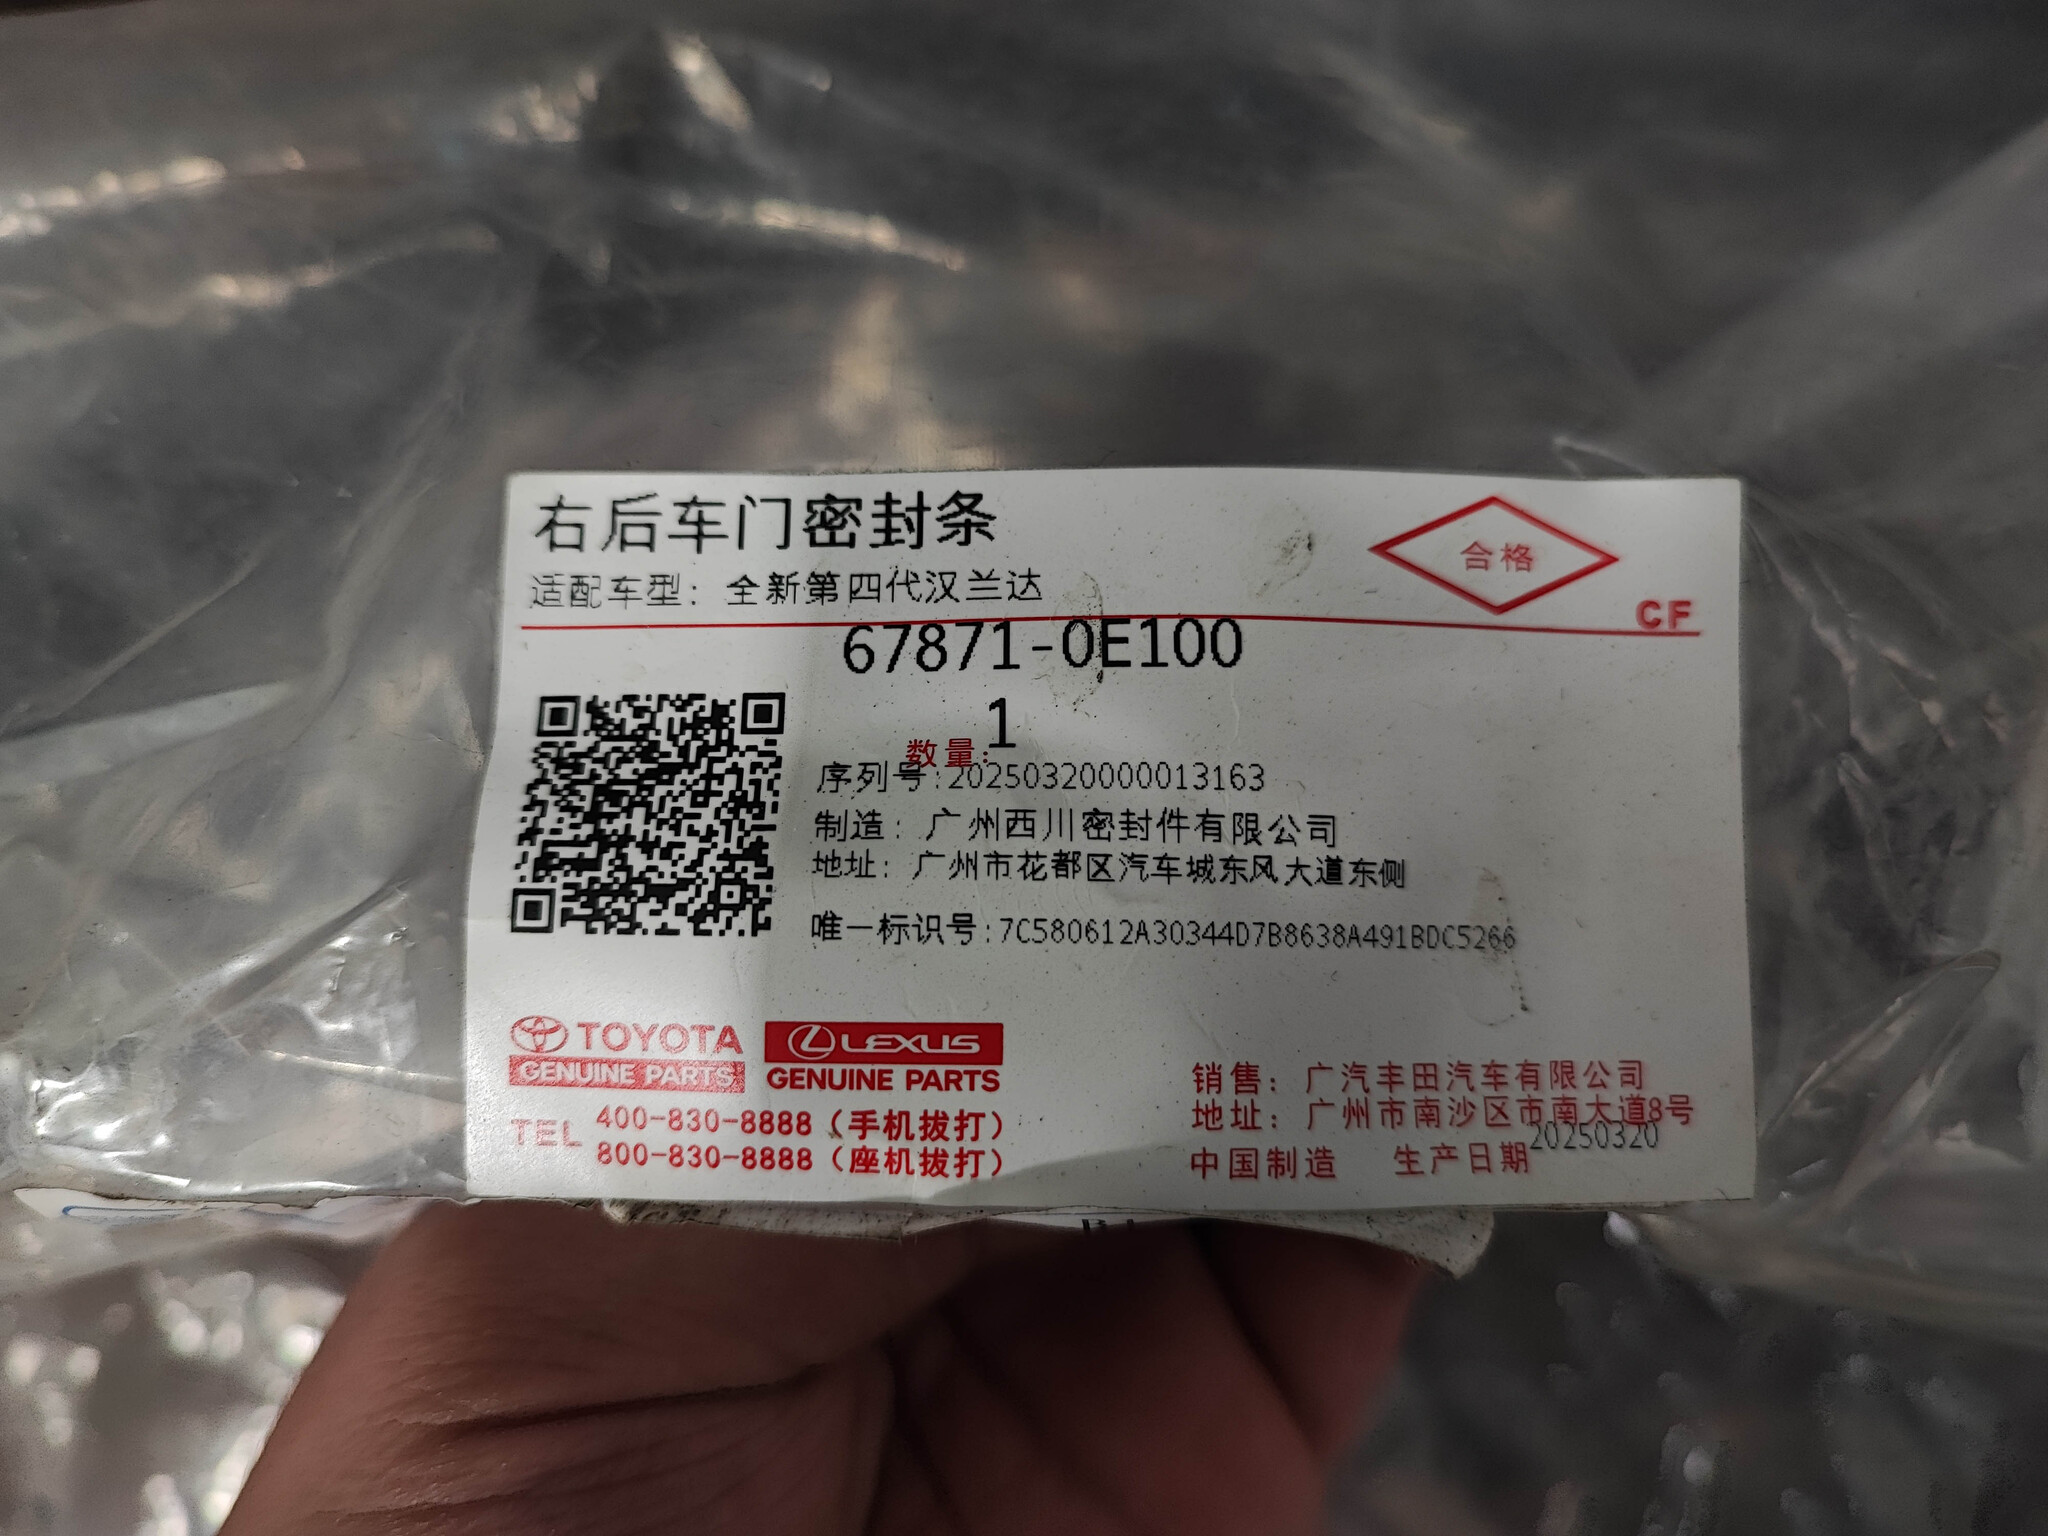 右后车门密封条
适配车型：全新第四代汉兰达
合格
CF
67871-0E100
数量：1
序列号：20250320000013163
制造：广州西川密封件有限公司
地址：广州市花都区汽车城东风大道东侧
唯一标识号：7C580612A30344D7B8638A491BDC5266
TOYOTA
GENUINE PARTS
LEXUS
GENUINE PARTS
TEL 400-830-8888（手机拔打）
800-830-8888（座机拔打）
销售：广汽丰田汽车有限公司
地址：广州市南沙区市南大道8号
中国制造 生产日期 20250320